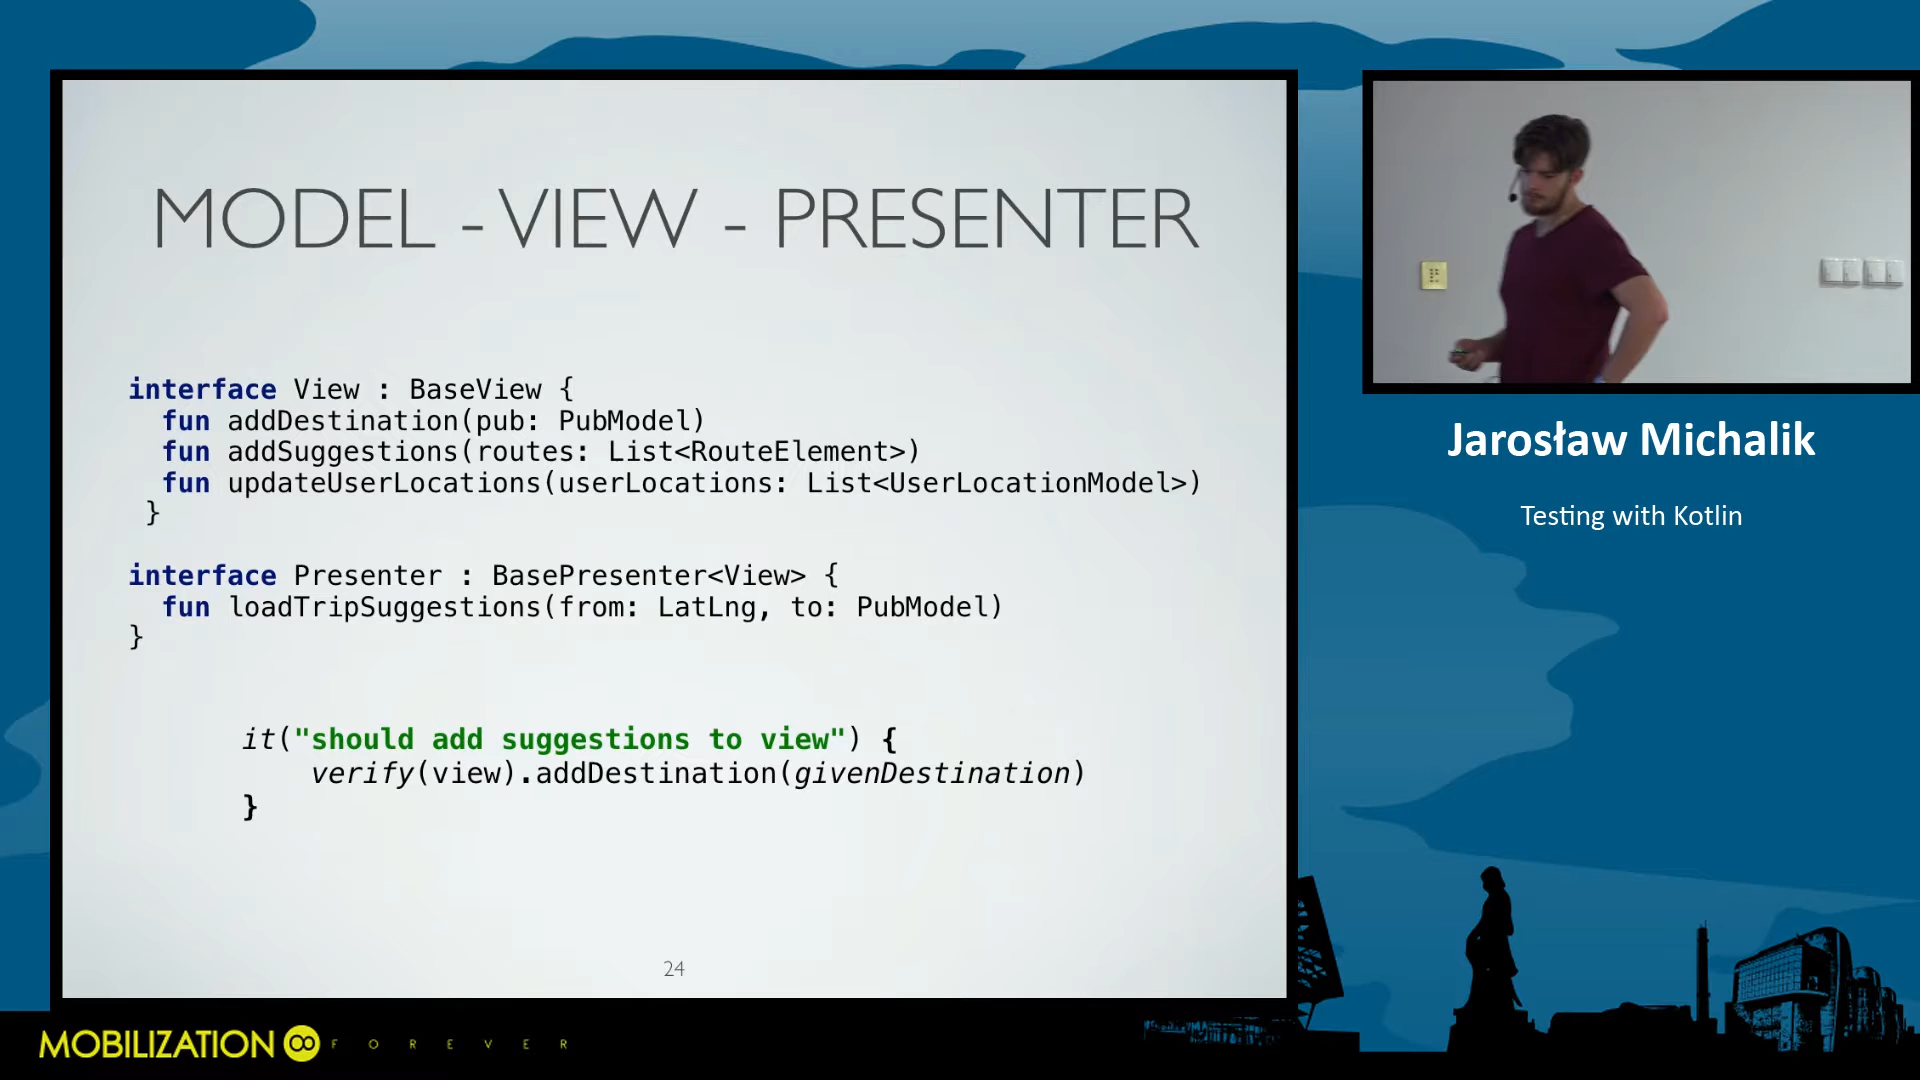 MODEL - VIEW - PRESENTER
interface View : BaseView {
fun addDestination(pub: PubModel)
fun addSuggestions(routes: List<RouteElement>)
fun updateUserLocations(userLocations: List<UserLocationModel>)
}
interface Presenter : BasePresenter<View> {
fun loadTripSuggestions(from: LatLng, to: PubModel)
}
it("should add suggestions to view") {
verify(view).addDestination(givenDestination)
}
24
Jarosław Michalik
Testing with Kotlin
MOBILIZATION
FOREVER